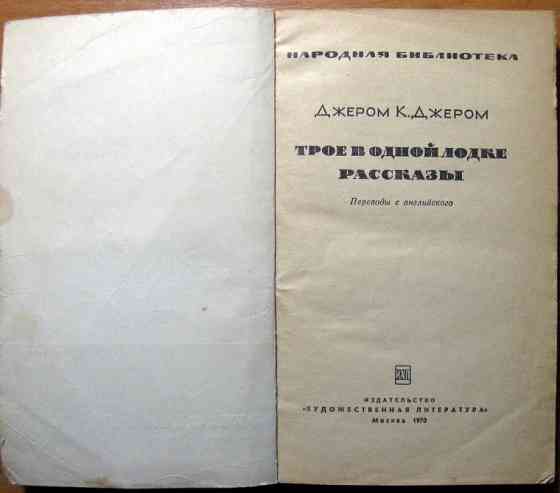 НАРОДНАЯ БИБЛИОТЕКА
ДЖЕРОМ К. ДЖЕРОМ
ТРОЕ В ОДНОЙ ЛОДКЕ
РАССКАЗЫ
Переводы с английского
ИЗДАТЕЛЬСТВО
«ХУДОЖЕСТВЕННАЯ ЛИТЕРАТУРА»
Москва 1970